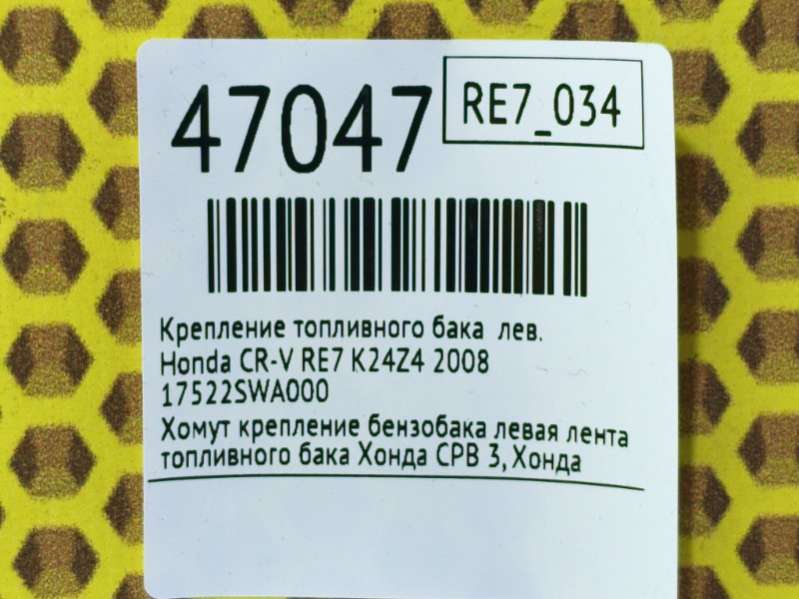 47047
RE7_034
Крепление топливного бака лев.
Honda CR-V RE7 K24Z4 2008
17522SWA000
Хомут крепление бензобака левая лента
топливного бака Хонда СРВ 3, Хонда